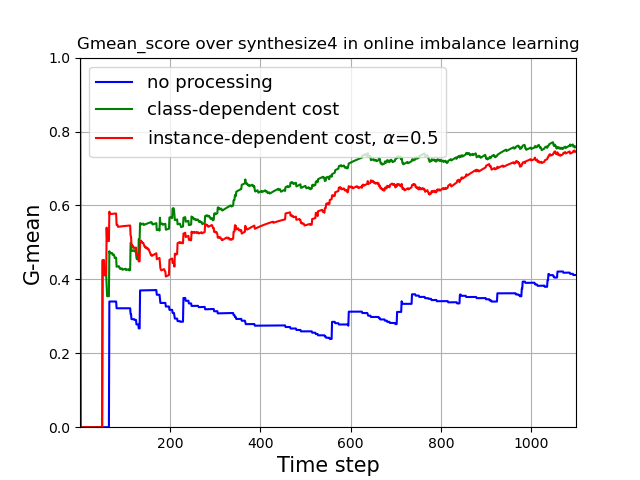 Gmean_score over synthesize4 in online imbalance learning
1.0
no processing
class-dependent cost
instance-dependent cost, α=0.5
0.8
0.6
G-mean
0.4
0.2
0.0
200 400 600 800 1000
Time step